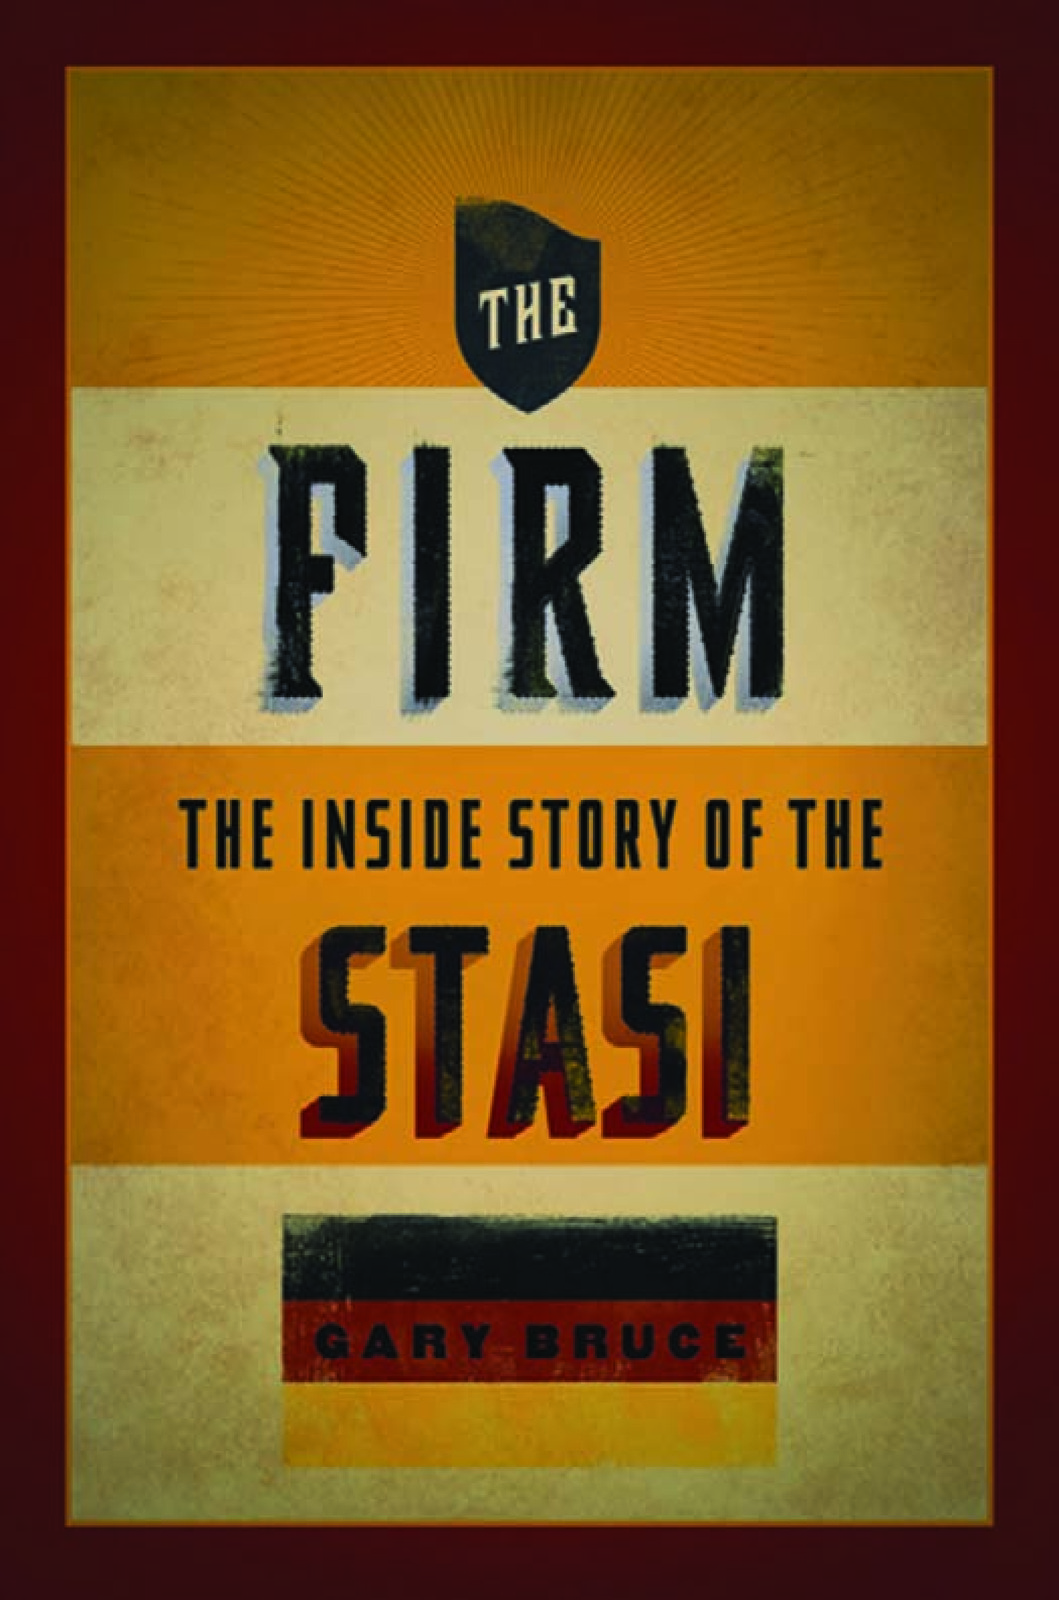 THE
FIRM
THE INSIDE STORY OF THE
STASI
GARY BRUCE